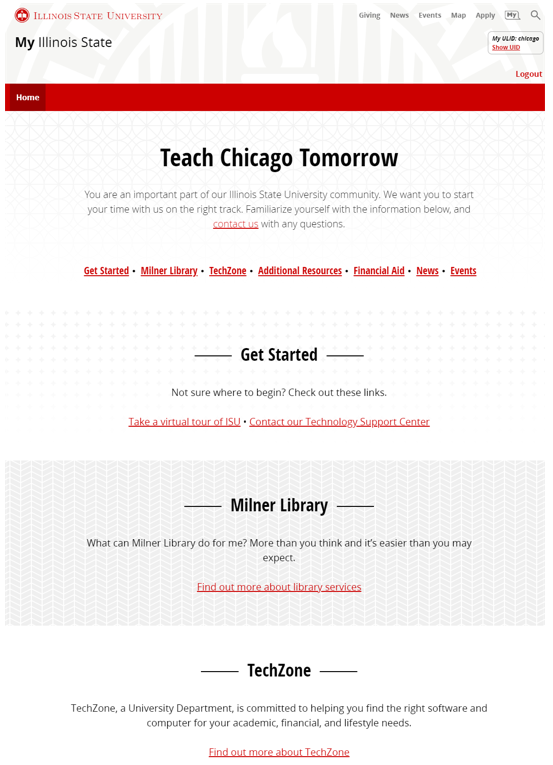 Illinois State University
Giving News Events Map Apply My
My Illinois State
My ULID: chicago
Show UID
Logout
Home
Teach Chicago Tomorrow
You are an important part of our Illinois State University community. We want you to start
your time with us on the right track. Familiarize yourself with the information below, and
contact us with any questions.
Get Started • Milner Library • TechZone • Additional Resources • Financial Aid • News • Events
Get Started
Not sure where to begin? Check out these links.
Take a virtual tour of ISU • Contact our Technology Support Center
Milner Library
What can Milner Library do for me? More than you think and it’s easier than you may
expect.
Find out more about library services
TechZone
TechZone, a University Department, is committed to helping you find the right software and
computer for your academic, financial, and lifestyle needs.
Find out more about TechZone